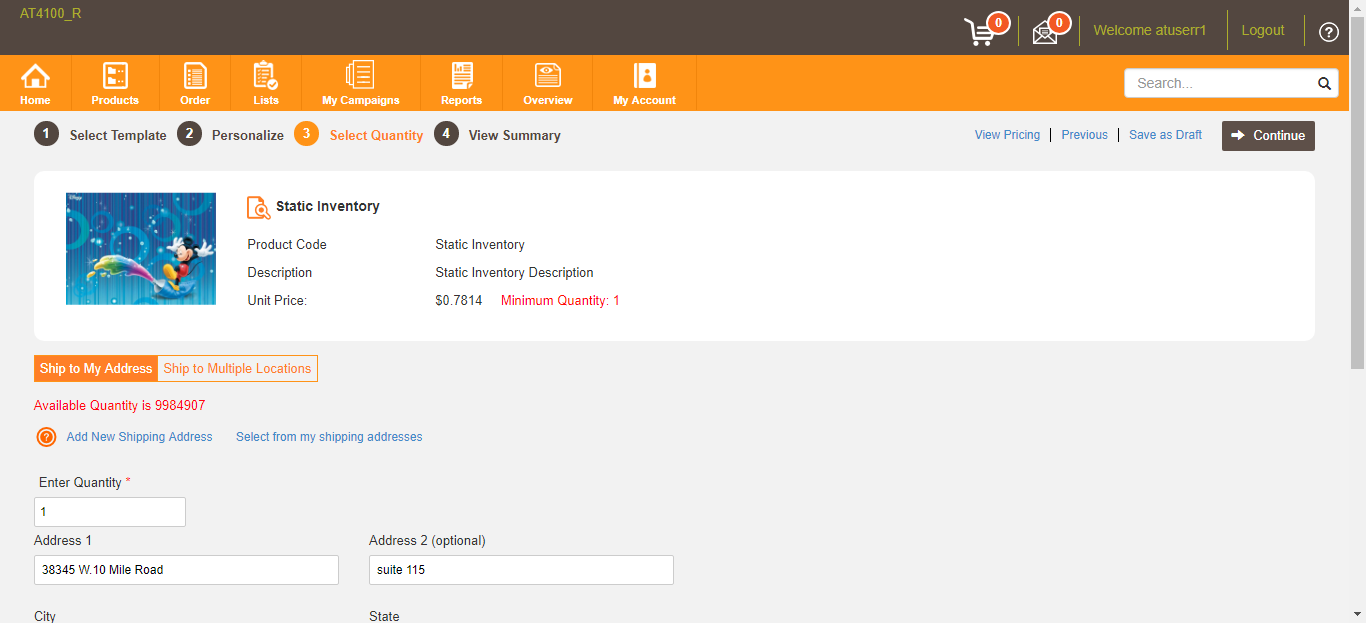 AT4100_R
0
0
Welcome atuserr1
Logout
?
Home
Products
Order
Lists
My Campaigns
Reports
Overview
My Account
Search...
1 Select Template 2 Personalize 3 Select Quantity 4 View Summary
View Pricing Previous Save as Draft Continue
Static Inventory
Product Code Static Inventory
Description Static Inventory Description
Unit Price: $0.7814 Minimum Quantity: 1
Ship to My Address Ship to Multiple Locations
Available Quantity is 9984907
? Add New Shipping Address Select from my shipping addresses
Enter Quantity *
1
Address 1 Address 2 (optional)
38345 W.10 Mile Road suite 115
City State